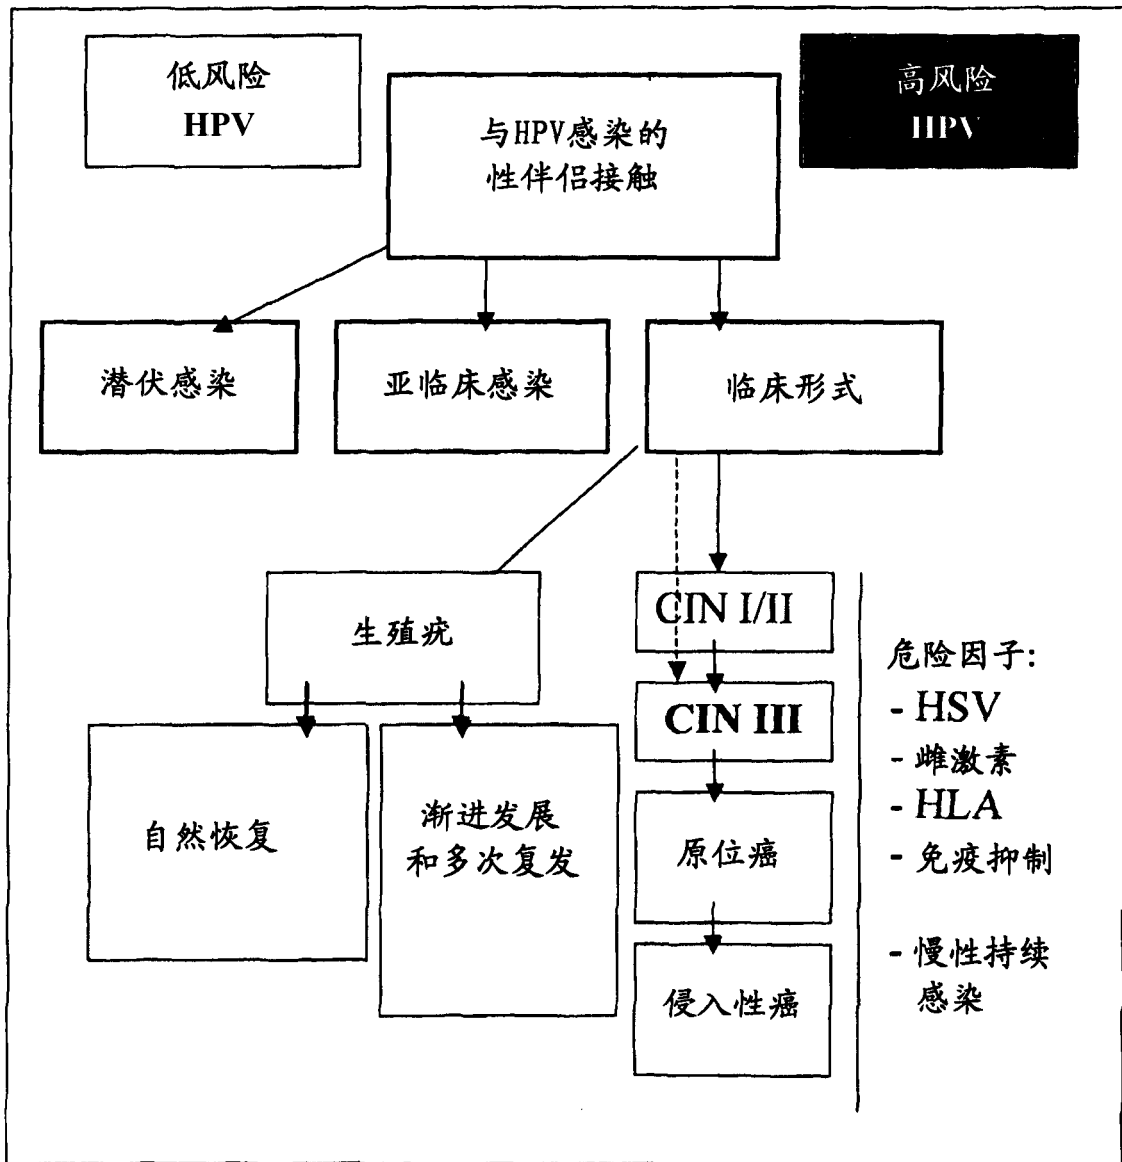 低风险
HPV
与HPV感染的
性伴侣接触
高风险
HPV
潜伏感染
亚临床感染
临床形式
生殖疣
CIN I/II
CIN III
自然恢复
渐进发展
和多次复发
原位癌
侵入性癌
危险因子:
- HSV
- 雌激素
- HLA
- 免疫抑制
- 慢性持续
感染